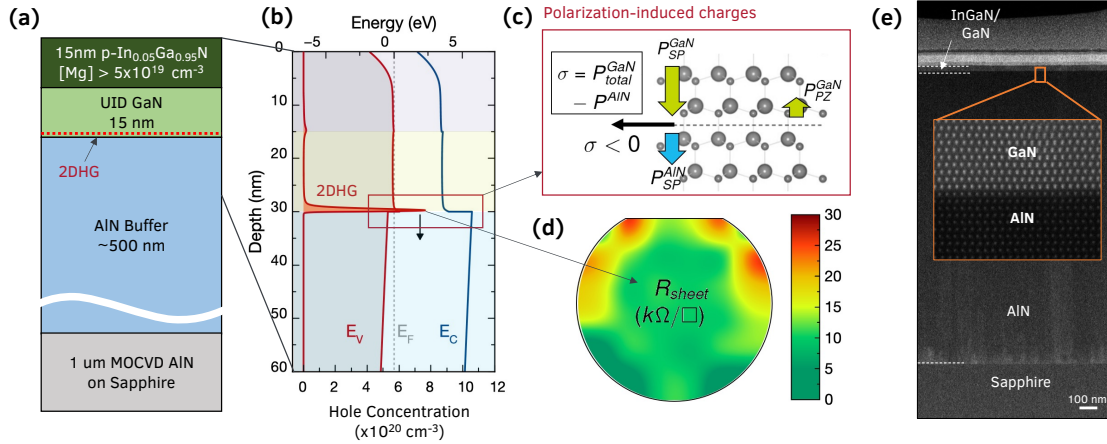 (a)
15nm p-In0.05Ga0.95N
[Mg] > 5x10^19 cm^-3
UID GaN
15 nm
2DHG
AlN Buffer
~500 nm
1 um MOCVD AlN
on Sapphire
(b)
Energy (eV)
-5 0 5
0
10
20
30
40
50
60
Depth (nm)
2DHG
E_V E_F E_C
0 2 4 6 8 10 12
Hole Concentration
(x10^20 cm^-3)
(c)
Polarization-induced charges
σ = P_total^GaN
− P^AlN
P_SP^GaN
P_PZ^GaN
σ < 0
P_SP^AlN
(d)
R_sheet
(kΩ/□)
30
25
20
15
10
5
0
(e)
InGaN/
GaN
GaN
AlN
AlN
Sapphire
100 nm